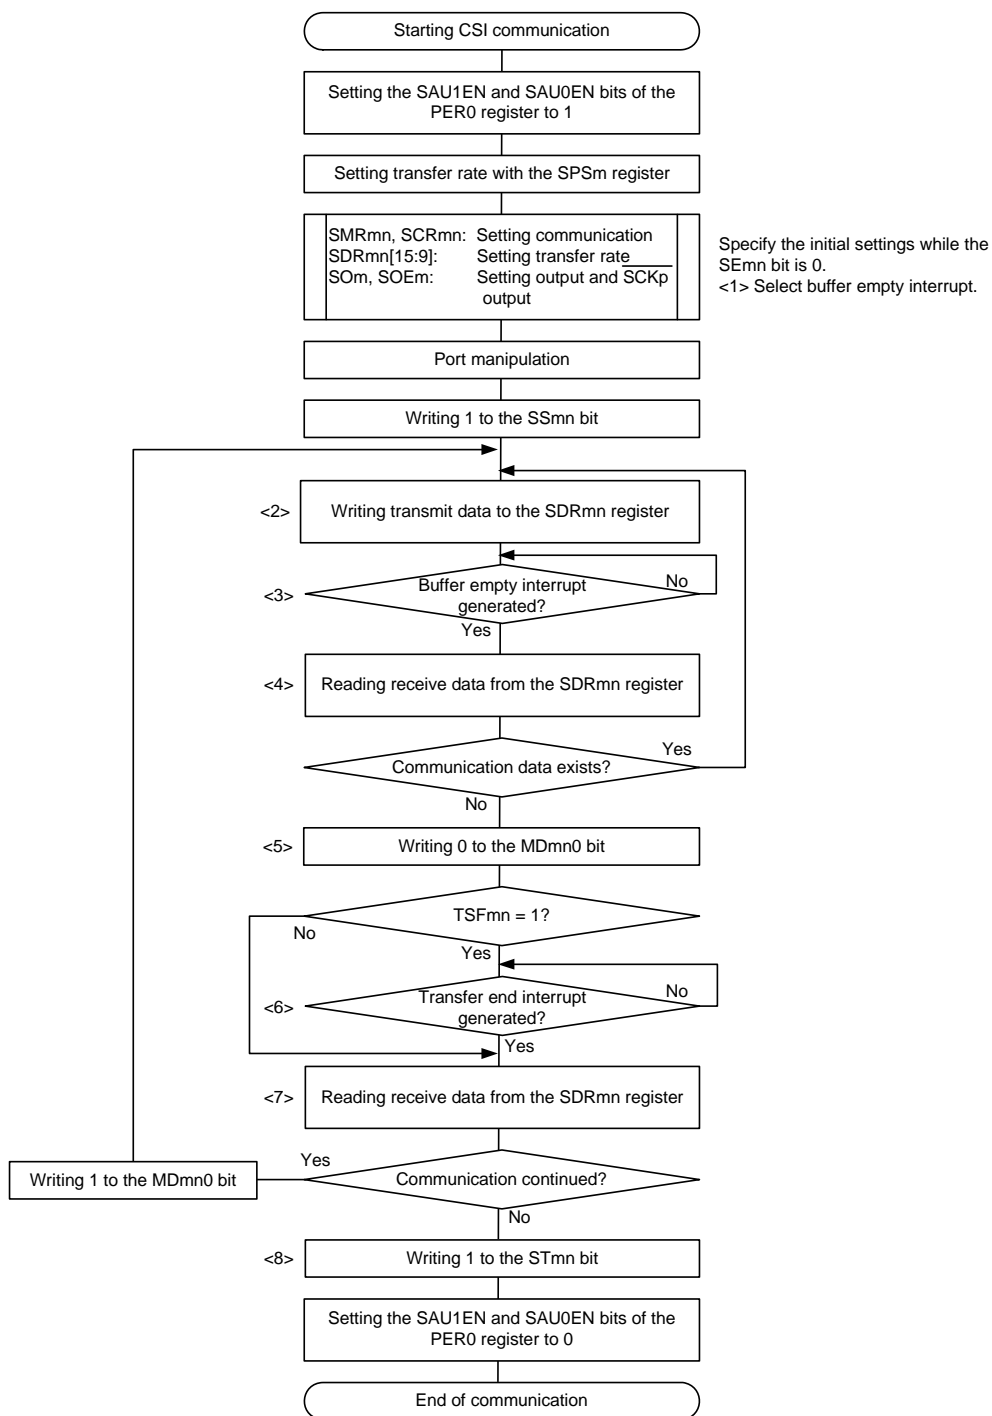 Starting CSI communication
Setting the SAU1EN and SAU0EN bits of the
PER0 register to 1
Setting transfer rate with the SPSm register
SMRmn, SCRmn: Setting communication
SDRmn[15:9]: Setting transfer rate
SOm, SOEm: Setting output and SCKp
output
Specify the initial settings while the
SEmn bit is 0.
<1> Select buffer empty interrupt.
Port manipulation
Writing 1 to the SSmn bit
<2> Writing transmit data to the SDRmn register
<3> Buffer empty interrupt
generated?
No
Yes
<4> Reading receive data from the SDRmn register
Communication data exists?
Yes
No
<5> Writing 0 to the MDmn0 bit
TSFmn = 1?
No
Yes
<6> Transfer end interrupt
generated?
No
Yes
<7> Reading receive data from the SDRmn register
Communication continued?
Yes
Writing 1 to the MDmn0 bit
No
<8> Writing 1 to the STmn bit
Setting the SAU1EN and SAU0EN bits of the
PER0 register to 0
End of communication